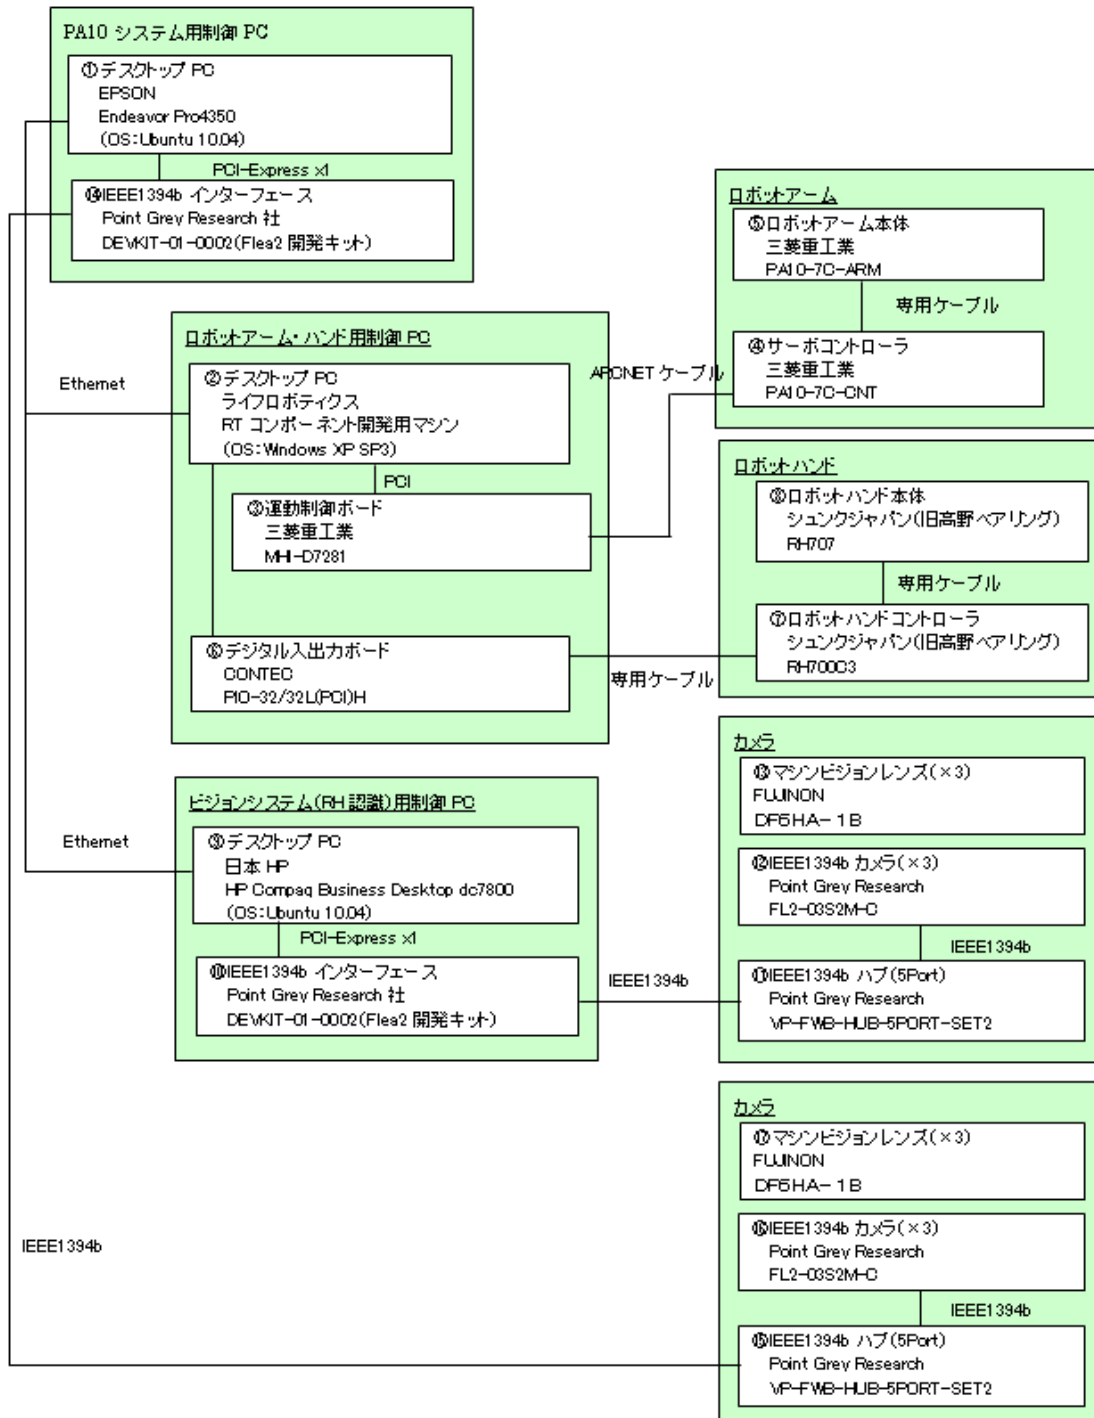 PA10 システム用制御 PC
①デスクトップ PC
EPSON
Endeavor Pro4350
(OS:Ubuntu 10.04)
PCI-Express x1
⑭IEEE1394b インターフェース
Point Grey Research 社
DEVKIT-01-0002(Flea2 開発キット)
ロボットアーム
⑤ロボットアーム本体
三菱重工業
PA10-7C-ARM
専用ケーブル
④サーボコントローラ
三菱重工業
PA10-7C-CNT
ARCNET ケーブル
Ethernet
ロボットアーム・ハンド用制御 PC
②デスクトップ PC
ライフロボティクス
RT コンポーネント開発用マシン
(OS:Windows XP SP3)
PCI
③運動制御ボード
三菱重工業
MHI-D7281
⑥デジタル入出力ボード
CONTEC
PIO-32/32L(PCI)H
専用ケーブル
ロボットハンド
⑧ロボットハンド本体
シュンクジャパン(旧高野ベアリング)
RH707
専用ケーブル
⑦ロボットハンドコントローラ
シュンクジャパン(旧高野ベアリング)
RH700C3
Ethernet
ビジョンシステム(RH 認識)用制御 PC
⑨デスクトップ PC
日本 HP
HP Compaq Business Desktop dc7800
(OS:Ubuntu 10.04)
PCI-Express x1
⑩IEEE1394b インターフェース
Point Grey Research 社
DEVKIT-01-0002(Flea2 開発キット)
IEEE1394b
カメラ
⑬マシンビジョンレンズ(×3)
FUJINON
DF6HA-1B
⑫IEEE1394b カメラ(×3)
Point Grey Research
FL2-03S2M-C
IEEE1394b
⑪IEEE1394b ハブ(5Port)
Point Grey Research
VP-FWB-HUB-5PORT-SET2
カメラ
⑰マシンビジョンレンズ(×3)
FUJINON
DF6HA-1B
⑯IEEE1394b カメラ(×3)
Point Grey Research
FL2-03S2M-C
IEEE1394b
⑮IEEE1394b ハブ(5Port)
Point Grey Research
VP-FWB-HUB-5PORT-SET2
IEEE1394b